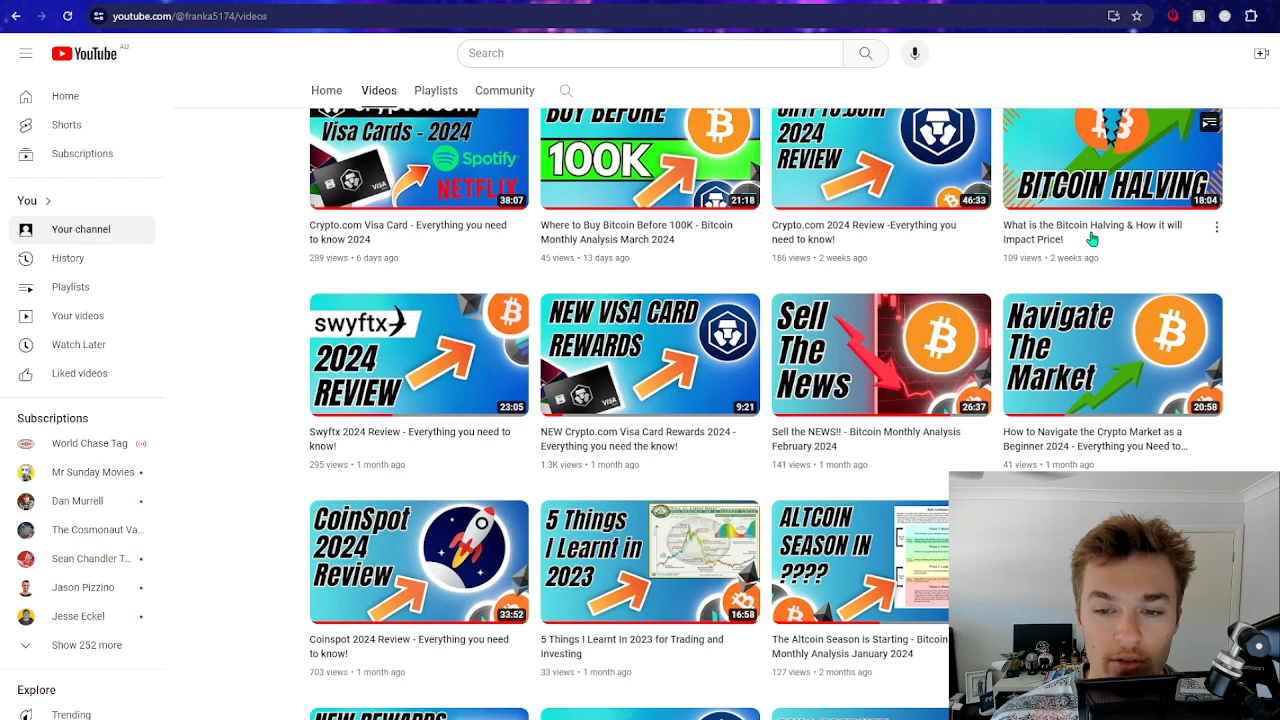 youtube.com/@franka5174/videos
YouTube AU
Search
Home
Videos
Playlists
Community
Home
Shorts
Subscriptions
You
Your channel
History
Playlists
Your videos
Watch Later
Liked videos
Subscriptions
World Chase Tag
Mr Sunday Movies
Dan Murrell
The Cosmonaut Va...
Sean Chandler T...
Jason Pizzino
Jesse Eckel
Show 252 more
Explore
Trending
Visa Cards - 2024
Spotify
NETFLIX
VISA
38:07
Crypto.com Visa Card - Everything you need
to know 2024
289 views • 6 days ago
BUY BEFORE
100K
21:18
Where to Buy Bitcoin Before 100K - Bitcoin
Monthly Analysis March 2024
45 views • 13 days ago
CRYPTO.COM
2024
REVIEW
46:33
Crypto.com 2024 Review -Everything you
need to know!
186 views • 2 weeks ago
BITCOIN HALVING
18:04
What is the Bitcoin Halving & How it will
Impact Price!
109 views • 2 weeks ago
swyftx
2024
REVIEW
23:05
Swyftx 2024 Review - Everything you need to
know!
295 views • 1 month ago
NEW VISA CARD
REWARDS
VISA
9:21
NEW Crypto.com Visa Card Rewards 2024 -
Everything you need the know!
1.3K views • 1 month ago
Sell
The
News
26:37
Sell the NEWS!! - Bitcoin Monthly Analysis
February 2024
141 views • 1 month ago
Navigate
The
Market
20:58
How to Navigate the Crypto Market as a
Beginner 2024 - Everything you Need to...
41 views • 1 month ago
CoinSpot
2024
Review
33:52
Coinspot 2024 Review - Everything you need
to know!
703 views • 1 month ago
5 Things
I Learnt in
2023
16:58
5 Things I Learnt In 2023 for Trading and
Investing
33 views • 1 month ago
ALTCOIN
SEASON IN
????
The Altcoin Season is Starting - Bitcoin
Monthly Analysis January 2024
127 views • 2 months ago
NEW REWARDS